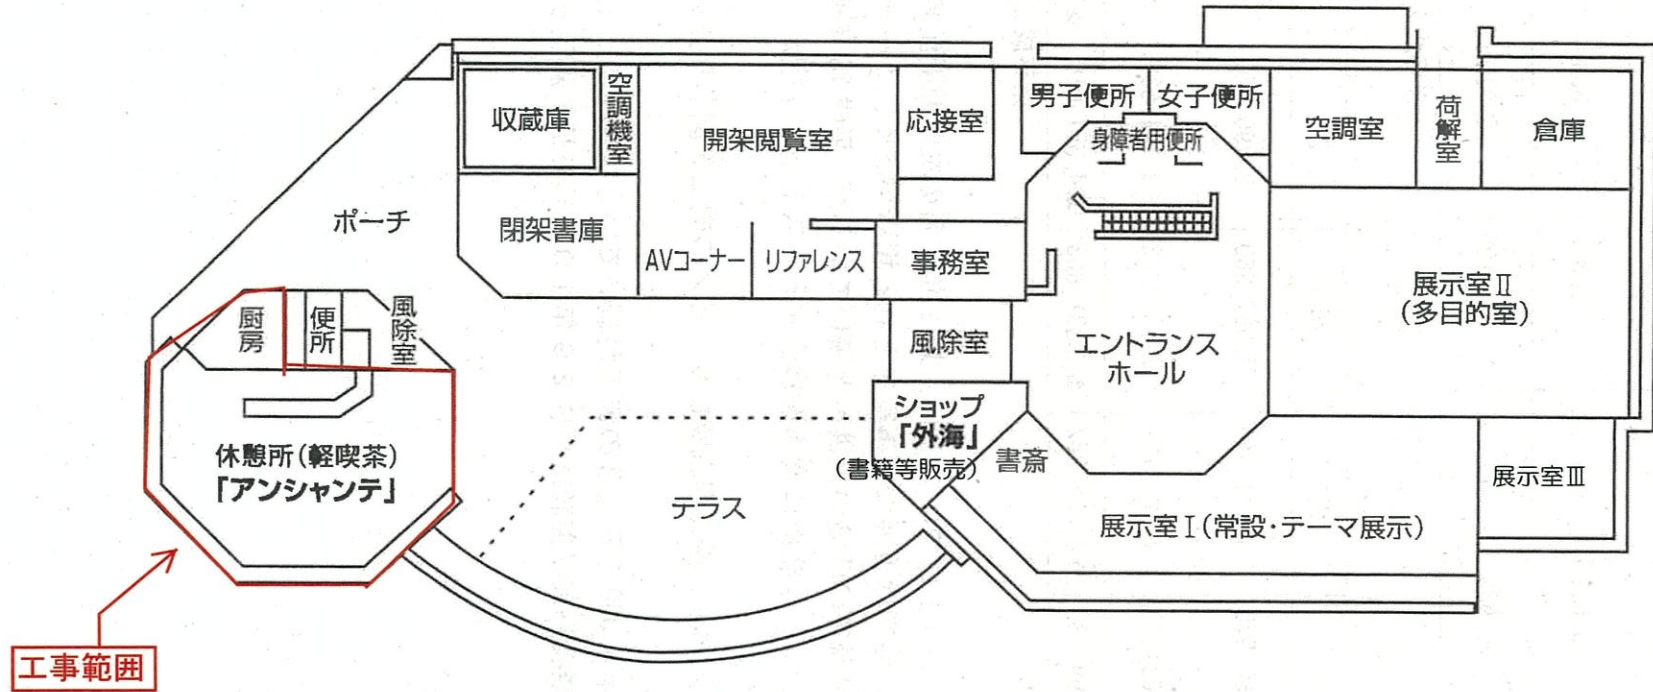 収蔵庫
空調機室
開架閲覧室
応接室
男子便所
女子便所
身障者用便所
空調室
荷解室
倉庫
ポーチ
閉架書庫
AVコーナー
リファレンス
事務室
展示室Ⅱ
(多目的室)
厨房
便所
風除室
風除室
エントランス
ホール
ショップ
「外海」
(書籍等販売)
書斎
休憩所(軽喫茶)
「アンシャンテ」
テラス
展示室Ⅰ(常設・テーマ展示)
展示室Ⅲ
工事範囲